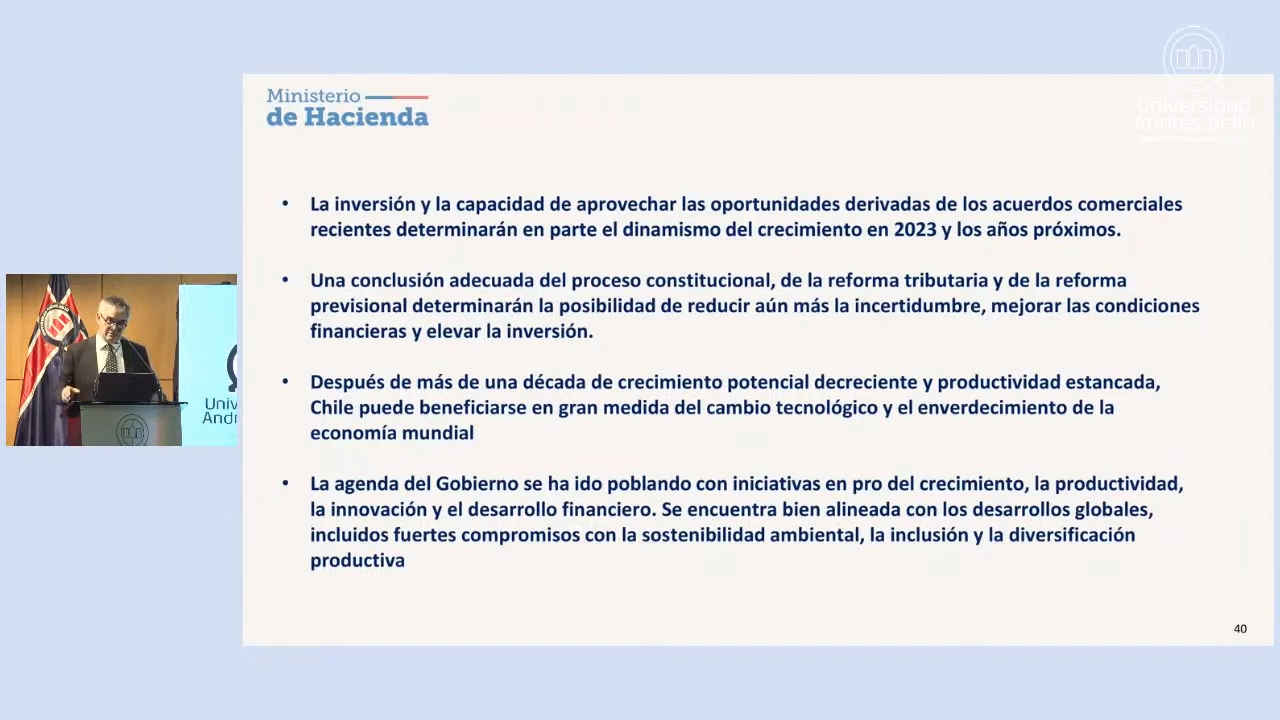 Ministerio
de Hacienda
Universidad
Andrés Bello
• La inversión y la capacidad de aprovechar las oportunidades derivadas de los acuerdos comerciales
recientes determinarán en parte el dinamismo del crecimiento en 2023 y los años próximos.
• Una conclusión adecuada del proceso constitucional, de la reforma tributaria y de la reforma
previsional determinarán la posibilidad de reducir aún más la incertidumbre, mejorar las condiciones
financieras y elevar la inversión.
• Después de más de una década de crecimiento potencial decreciente y productividad estancada,
Chile puede beneficiarse en gran medida del cambio tecnológico y el enverdecimiento de la
economía mundial
• La agenda del Gobierno se ha ido poblando con iniciativas en pro del crecimiento, la productividad,
la innovación y el desarrollo financiero. Se encuentra bien alineada con los desarrollos globales,
incluidos fuertes compromisos con la sostenibilidad ambiental, la inclusión y la diversificación
productiva
Univ
Andr
40